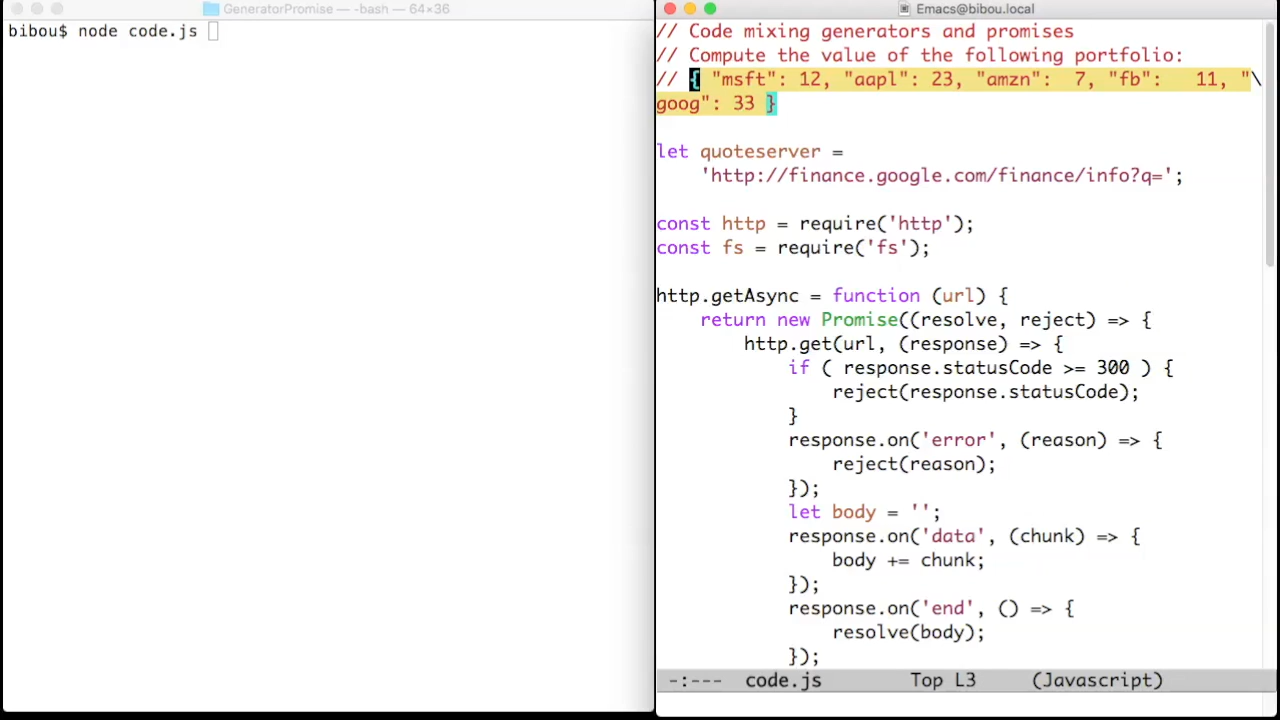 GeneratorPromise — -bash — 64×36
bibou$ node code.js
Emacs@bibou.local
// Code mixing generators and promises
// Compute the value of the following portfolio:
// { "msft": 12, "aapl": 23, "amzn":  7, "fb":   11, "\
goog": 33 }
let quoteserver =
    'http://finance.google.com/finance/info?q=';
const http = require('http');
const fs = require('fs');
http.getAsync = function (url) {
    return new Promise((resolve, reject) => {
        http.get(url, (response) => {
            if ( response.statusCode >= 300 ) {
                reject(response.statusCode);
            }
            response.on('error', (reason) => {
                reject(reason);
            });
            let body = '';
            response.on('data', (chunk) => {
                body += chunk;
            });
            response.on('end', () => {
                resolve(body);
            });
-:---  code.js        Top L3     (Javascript)